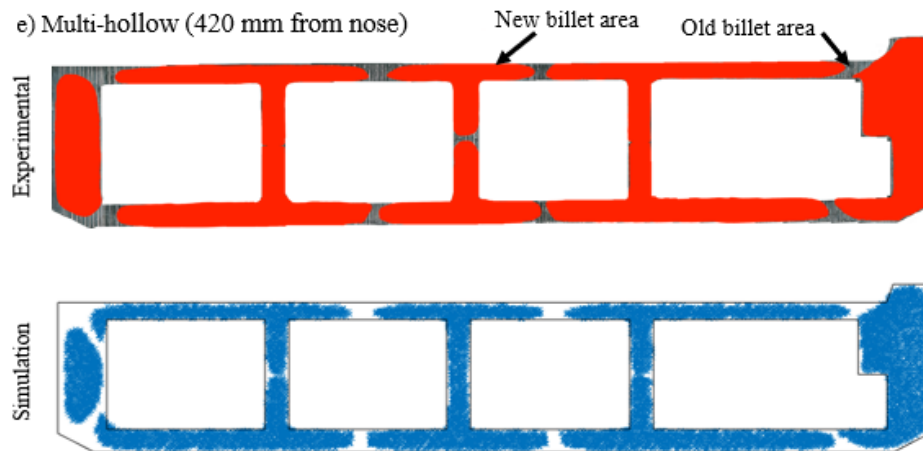 e) Multi-hollow (420 mm from nose)
New billet area
Old billet area
Experimental
Simulation